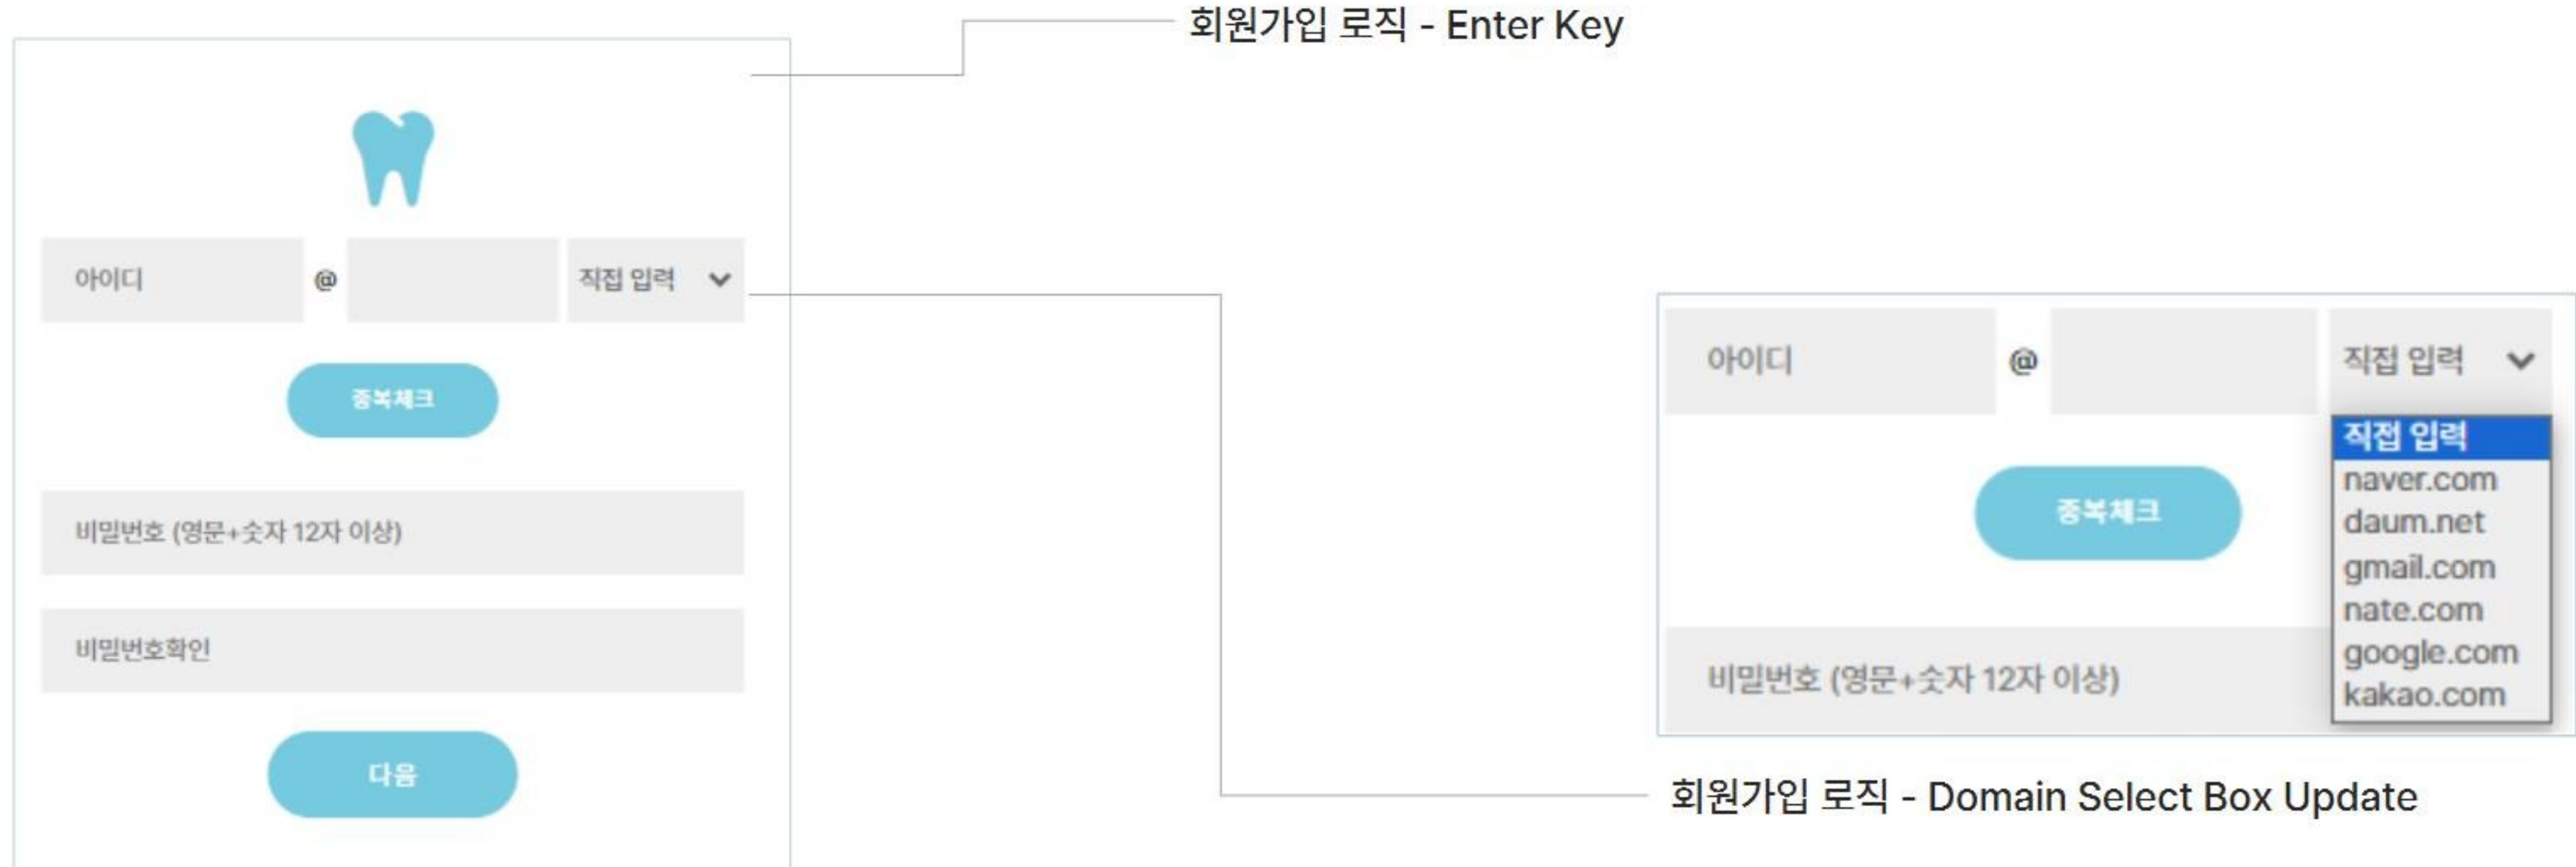 회원가입 로직 - Enter Key
아이디 @ 직접 입력
중복체크
비밀번호 (영문+숫자 12자 이상)
비밀번호확인
다음
아이디 @ 직접 입력
직접 입력
naver.com
daum.net
gmail.com
nate.com
google.com
kakao.com
중복체크
비밀번호 (영문+숫자 12자 이상)
회원가입 로직 - Domain Select Box Update